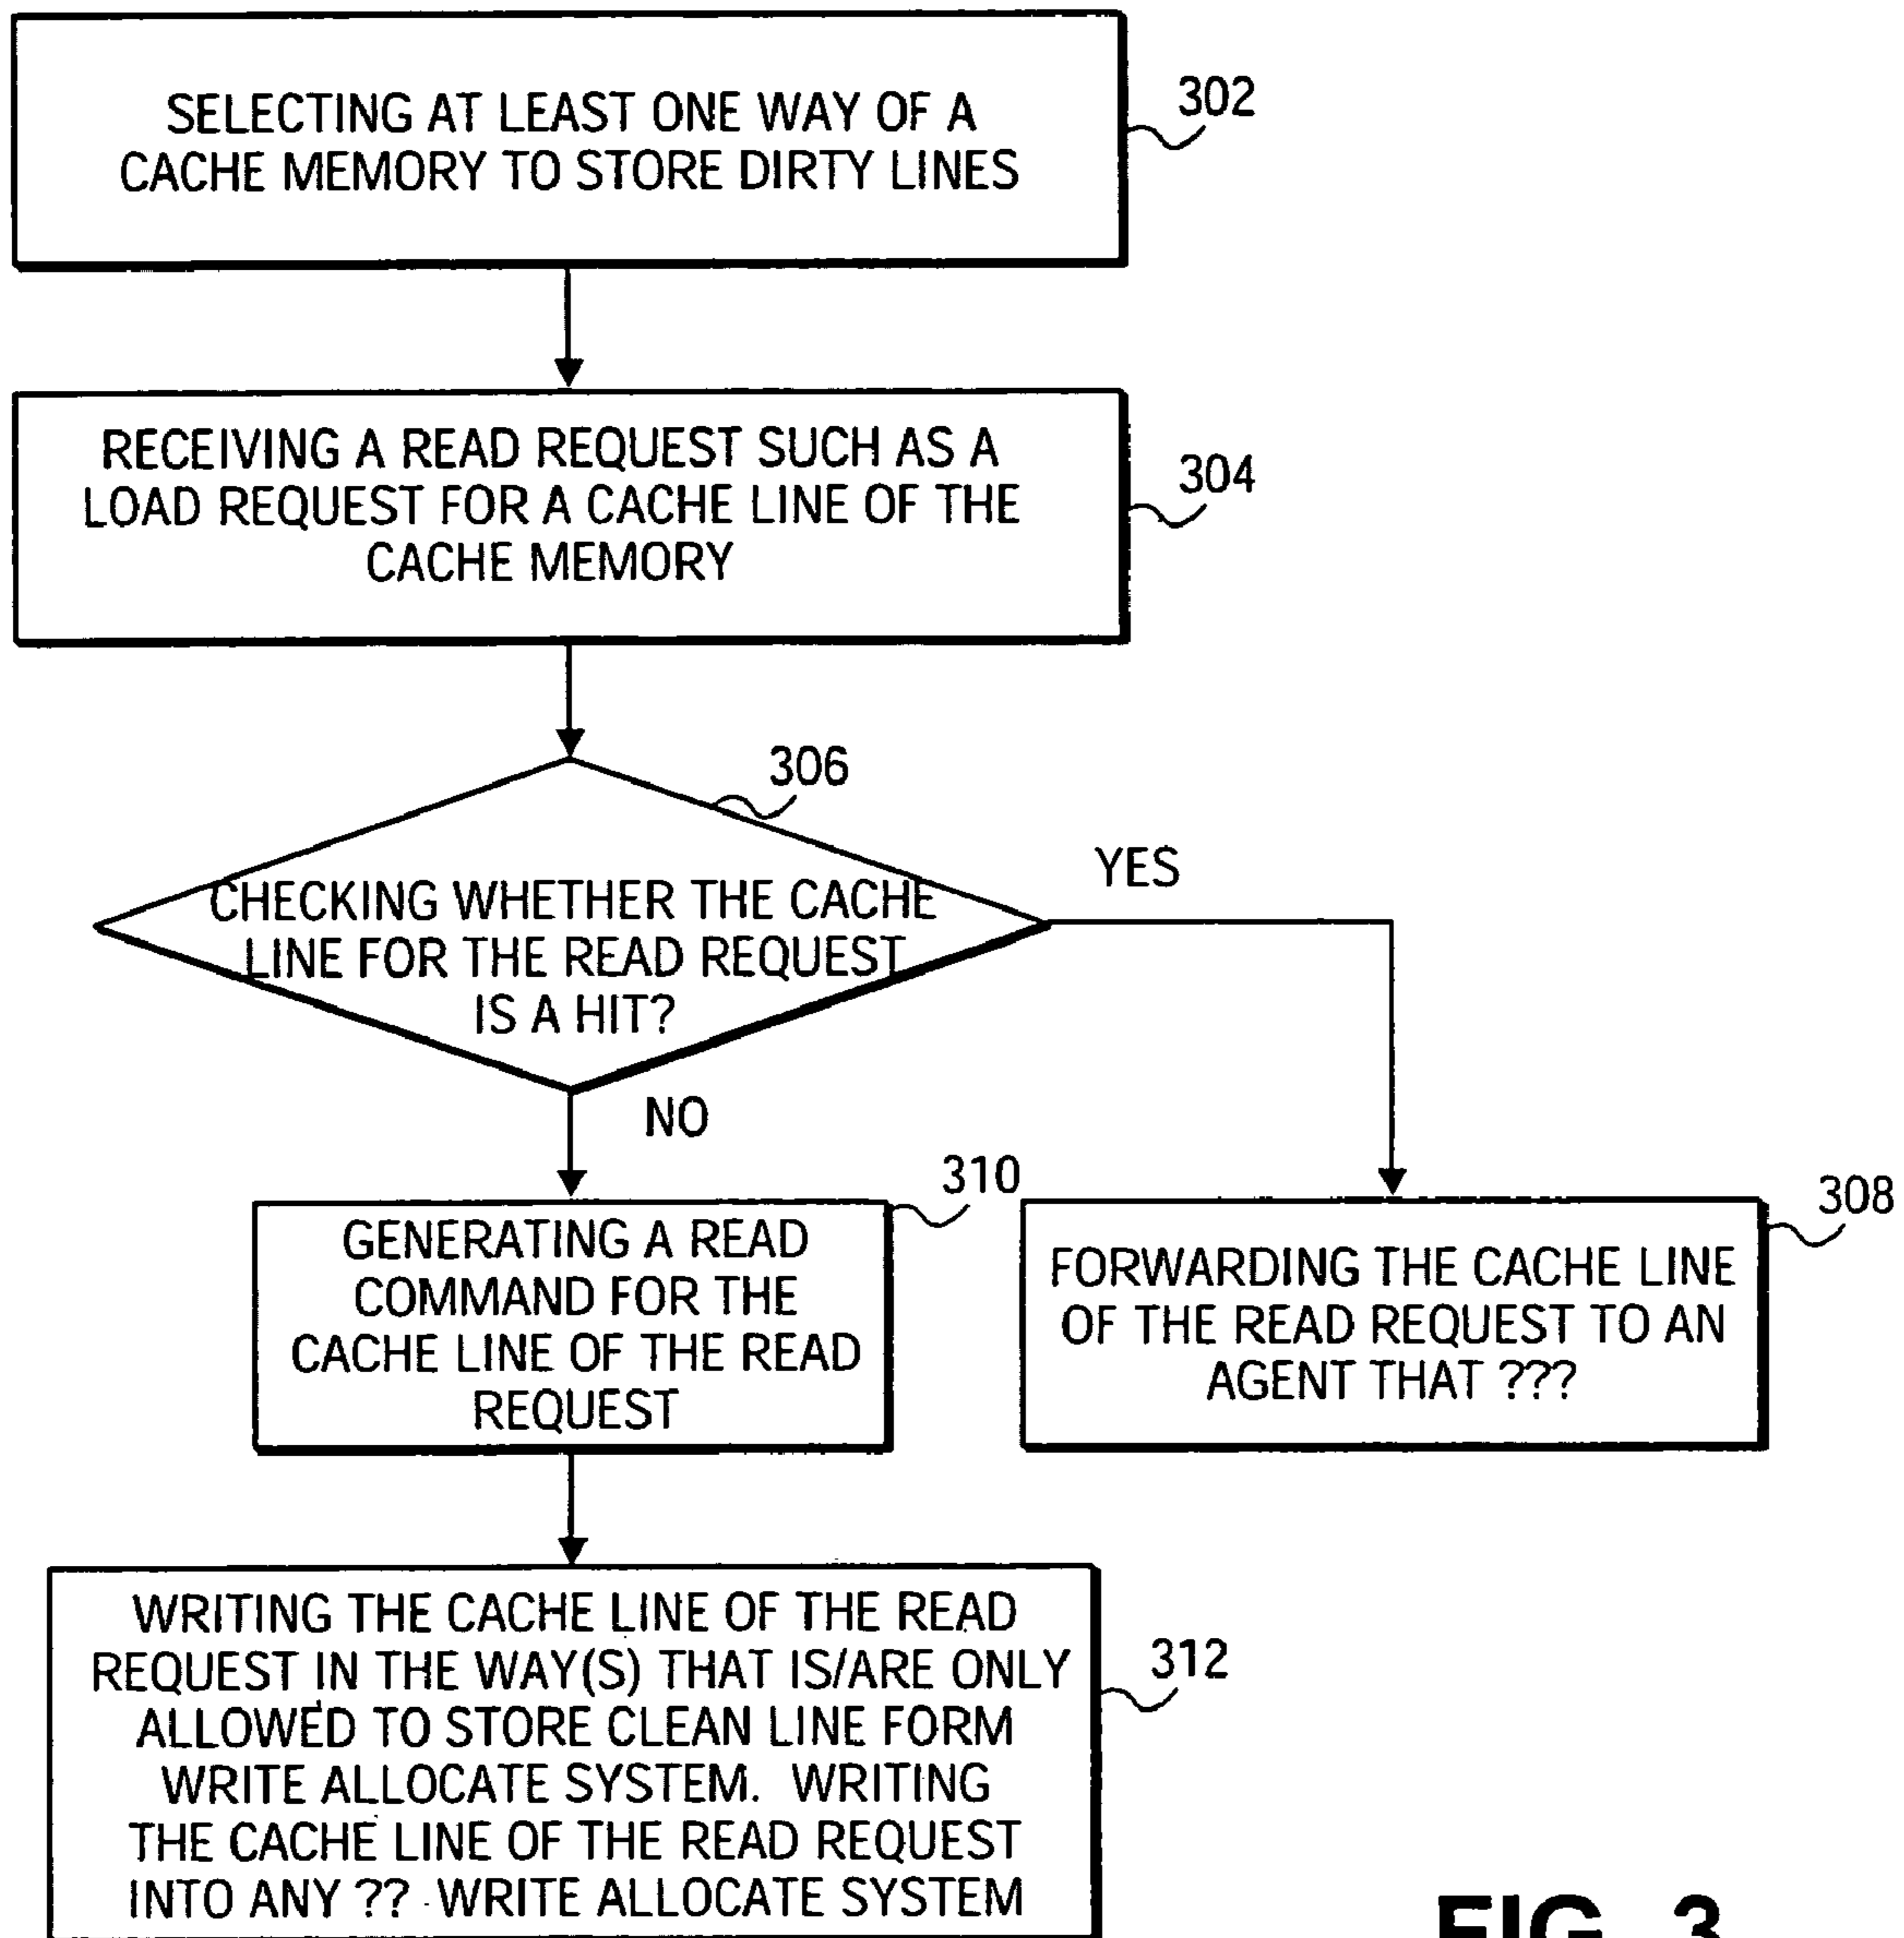 SELECTING AT LEAST ONE WAY OF A
CACHE MEMORY TO STORE DIRTY LINES
302
RECEIVING A READ REQUEST SUCH AS A
LOAD REQUEST FOR A CACHE LINE OF THE
CACHE MEMORY
304
306
CHECKING WHETHER THE CACHE
LINE FOR THE READ REQUEST
IS A HIT?
YES
NO
310
GENERATING A READ
COMMAND FOR THE
CACHE LINE OF THE READ
REQUEST
308
FORWARDING THE CACHE LINE
OF THE READ REQUEST TO AN
AGENT THAT ???
WRITING THE CACHE LINE OF THE READ
REQUEST IN THE WAY(S) THAT IS/ARE ONLY
ALLOWED TO STORE CLEAN LINE FORM
WRITE ALLOCATE SYSTEM. WRITING
THE CACHE LINE OF THE READ REQUEST
INTO ANY ?? WRITE ALLOCATE SYSTEM
312
FIG. 3